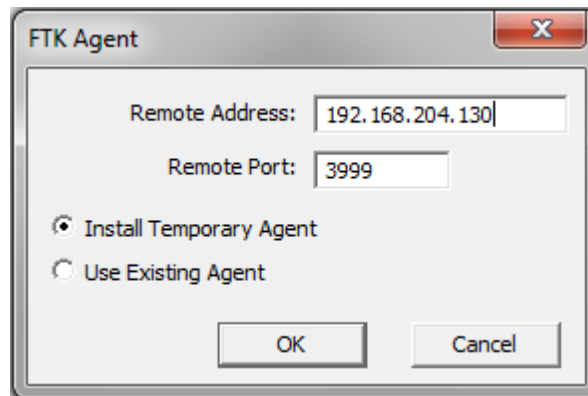 FTK Agent
Remote Address: 192.168.204.130
Remote Port: 3999
Install Temporary Agent
Use Existing Agent
OK Cancel